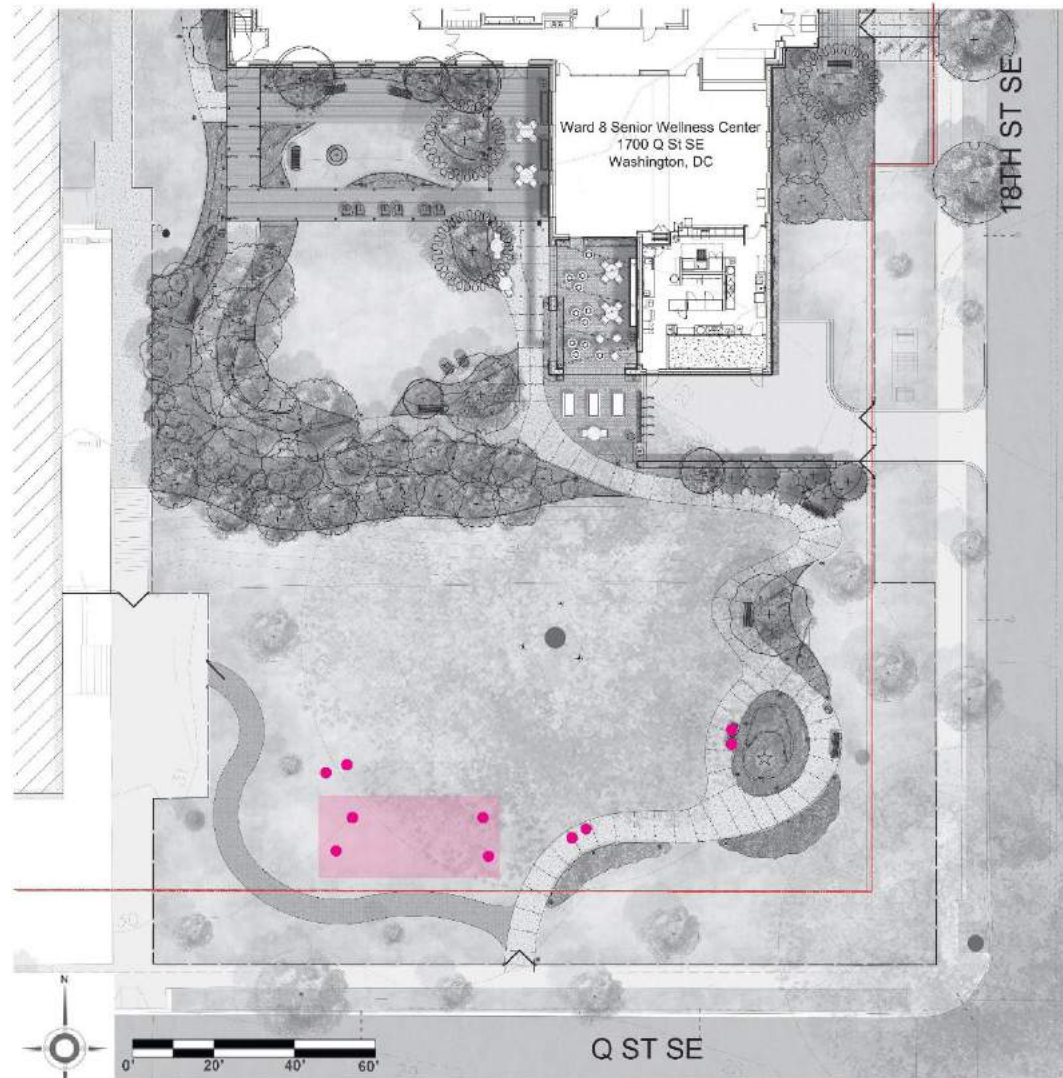 Ward 8 Senior Wellness Center
1700 Q St SE
Washington, DC
18TH ST SE
50
N
0' 20' 40' 60'
Q ST SE